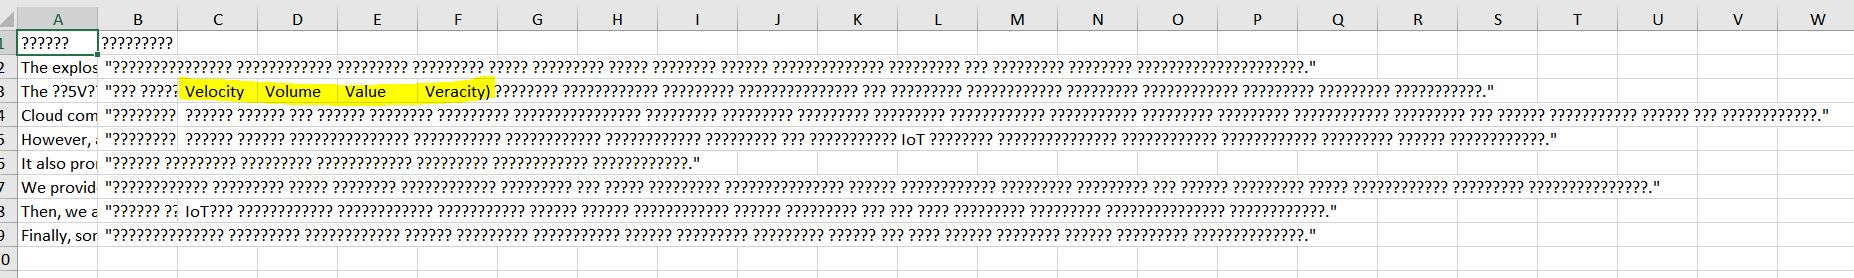 A B C D E F G H I J K L M N O P Q R S T U V W
1 ?????? ?????????
2 The explos "??????????????? ???????????? ????????? ????????? ????? ????????? ????? ???????? ?????? ?????????????? ????????? ??? ????????? ???????? ?????????????????????."
3 The ??5V? "??? ????? Velocity Volume Value Veracity) ???????? ???????????? ????????? ??????????????? ??? ????????? ???????????? ????????? ???????????? ????????? ????????? ???????????."
4 Cloud com "???????? ?????? ?????? ??? ?????? ???????? ????????? ????????????????? ????????? ?????????? ????????? ????????? ???????????? ??????????? ????????? ????????? ????????????? ????????? ??? ?????? ??????????? ?????? ??? ????????????."
5 However, "???????? ?????? ?????? ??????????????? ??????????? ???????????? ???????????? ????????? ??? ??????????? IoT ???????? ??????????????? ???????????? ???????????? ????????? ?????? ????????????."
6 It also pro "?????? ????????? ????????? ???????????? ????????? ???????????? ????????????."
7 We provid "???????????? ????????? ????? ???????? ???????????? ????????? ??? ????? ????????? ??????????????? ?????? ???????????? ????????? ????????? ??? ?????? ????????? ????? ???????????? ????????? ???????????????."
8 Then, we a "?????? ?? IoT??? ???????????? ???????????? ??????????? ?????? ?????? ???????????? ?????? ????????? ??? ??? ???? ????????? ????????? ??????????????? ????????????."
9 Finally, sor "?????????????? ????????? ???????????? ?????? ????????? ??????????? ?????? ????????? ????????? ?????? ??? ???? ?????? ???????? ?????? ????????? ??????????????."
0